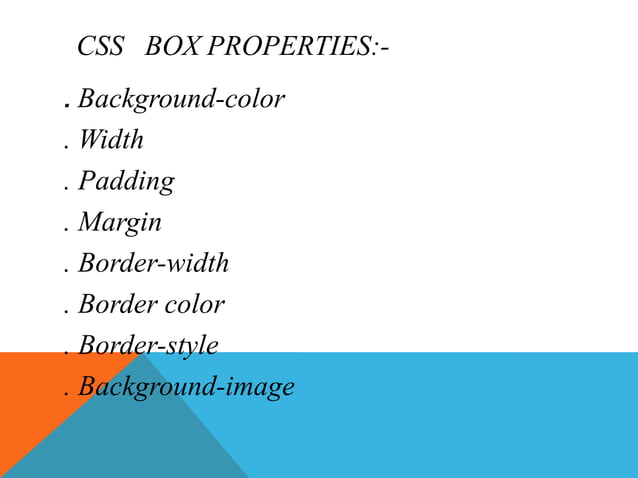 CSS BOX PROPERTIES:-
. Background-color
. Width
. Padding
. Margin
. Border-width
. Border color
. Border-style
. Background-image